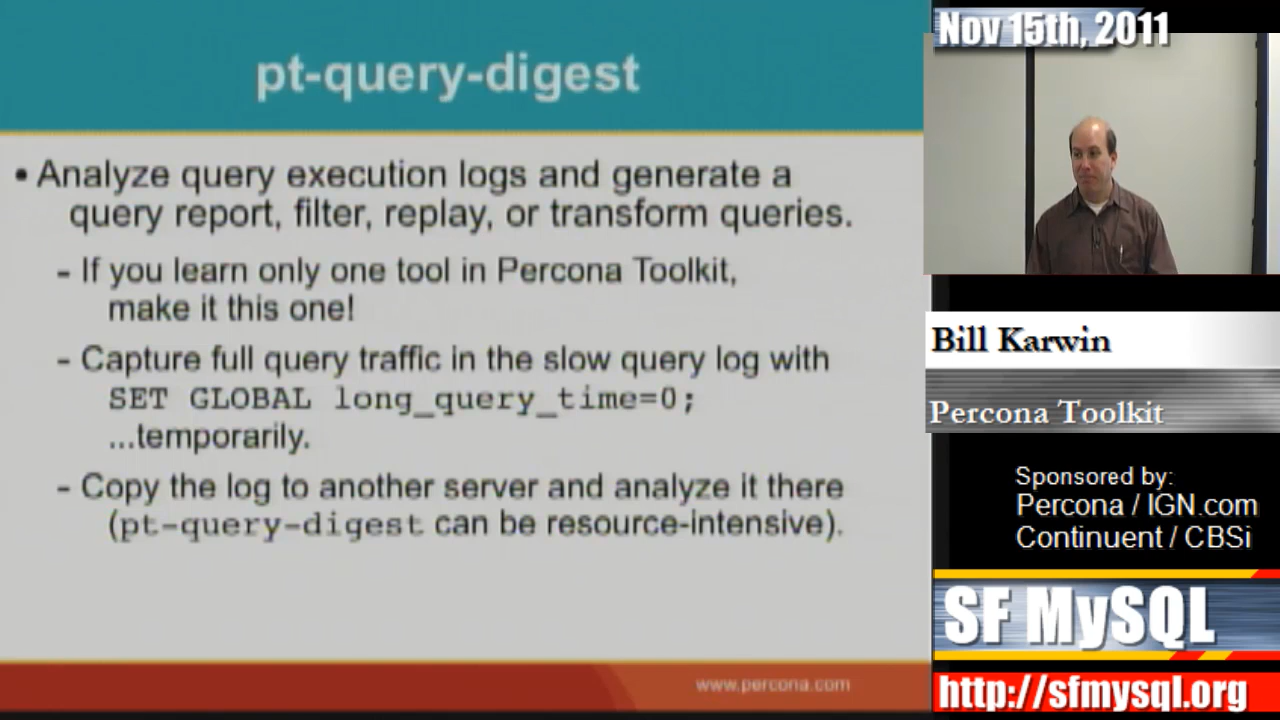 pt-query-digest
• Analyze query execution logs and generate a
query report, filter, replay, or transform queries.
- If you learn only one tool in Percona Toolkit,
make it this one!
- Capture full query traffic in the slow query log with
SET GLOBAL long_query_time=0;
...temporarily.
- Copy the log to another server and analyze it there
(pt-query-digest can be resource-intensive).
www.percona.com
Nov 15th, 2011
Bill Karwin
Percona Toolkit
Sponsored by:
Percona / IGN.com
Continuent / CBSi
SF MySQL
http://sfmysql.org